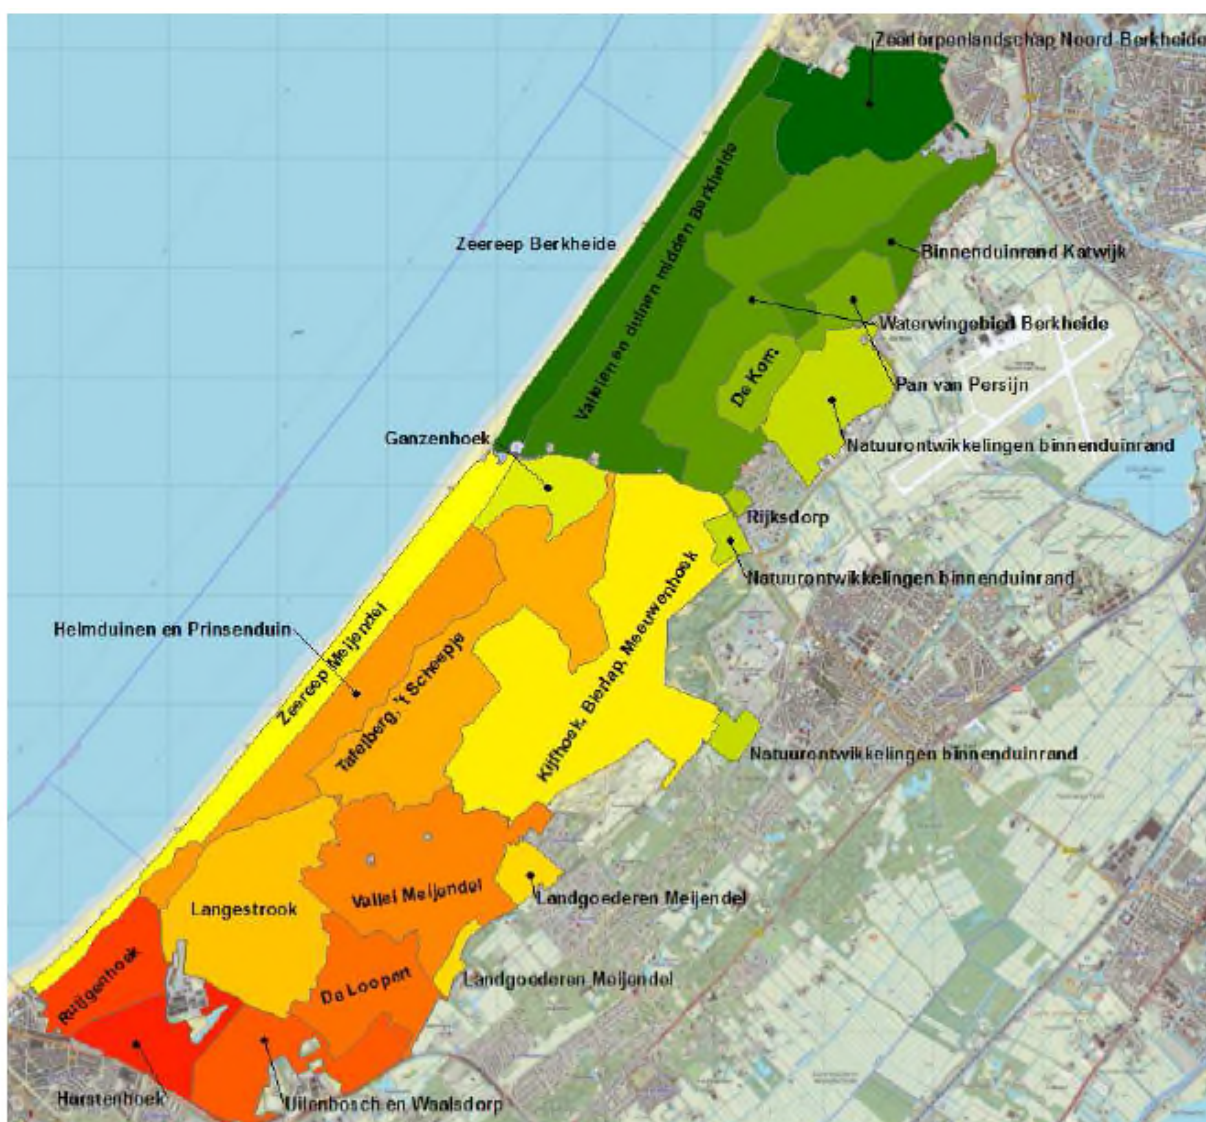 Zeedorpenlandschap Noord-Berkheide
Zeereep Berkheide
Valleien en duinen midden Berkheide
Binnenduinrand Katwijk
Waterwingebied Berkheide
De Kom
Pan van Persijn
Ganzenhoek
Natuurontwikkelingen binnenduinrand
Rijksdorp
Natuurontwikkelingen binnenduinrand
Helmduinen en Prinsenduin
Zeereep Meijendel
Tafelberg, 't Scheepje
Kijfhoek, Bierlap, Meeuwenhoek
Natuurontwikkelingen binnenduinrand
Vallei Meijendel
Landgoederen Meijendel
Langestrook
Ruijgenhoek
De Loopert
Landgoederen Meijendel
Harstenhoek
Uilenbosch en Waalsdorp